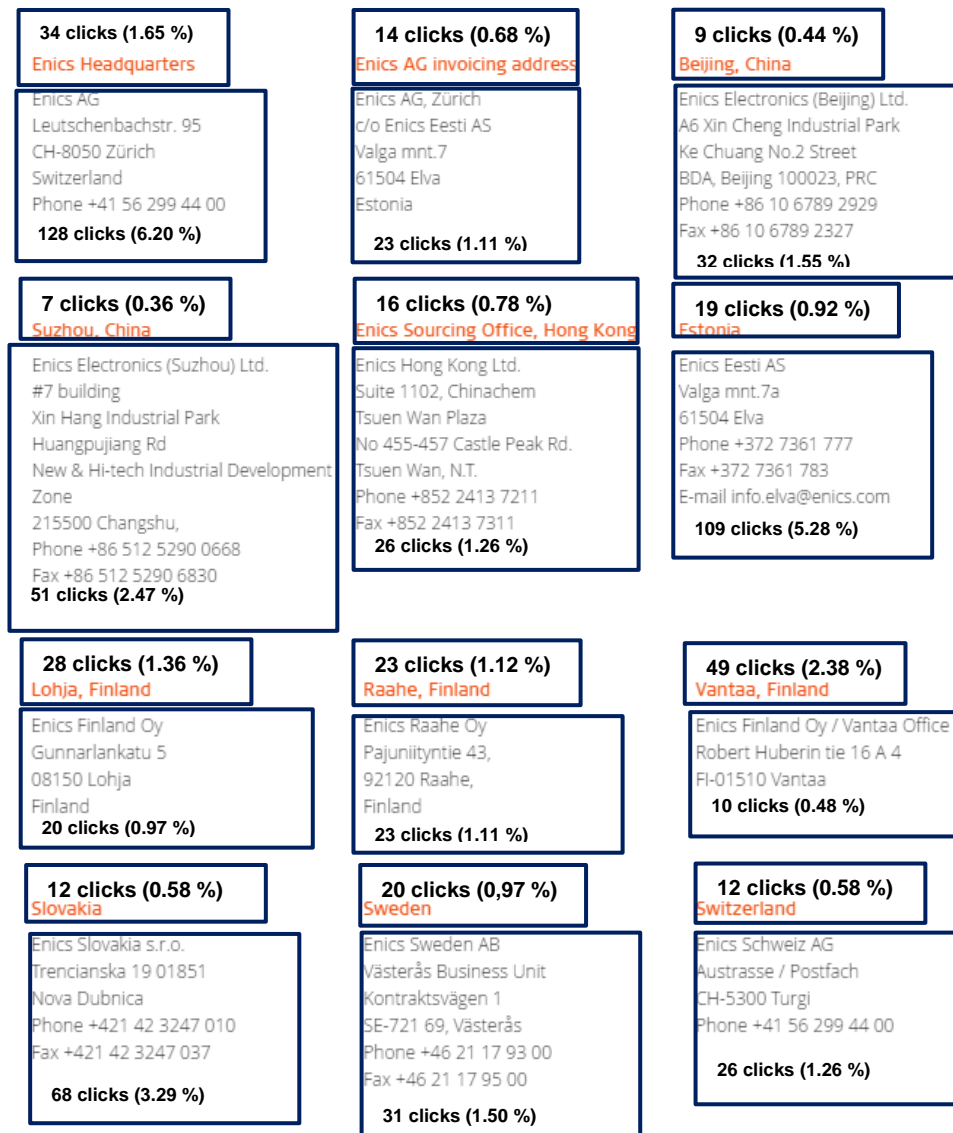 34 clicks (1.65 %)
Enics Headquarters
Enics AG
Leutschenbachstr. 95
CH-8050 Zürich
Switzerland
Phone +41 56 299 44 00
128 clicks (6.20 %)
14 clicks (0.68 %)
Enics AG invoicing address
Enics AG, Zürich
c/o Enics Eesti AS
Valga mnt.7
61504 Elva
Estonia
23 clicks (1.11 %)
9 clicks (0.44 %)
Beijing, China
Enics Electronics (Beijing) Ltd.
A6 Xin Cheng Industrial Park
Ke Chuang No.2 Street
BDA, Beijing 100023, PRC
Phone +86 10 6789 2929
Fax +86 10 6789 2327
32 clicks (1.55 %)
7 clicks (0.36 %)
Suzhou, China
Enics Electronics (Suzhou) Ltd.
#7 building
Xin Hang Industrial Park
Huangpujiang Rd
New & Hi-tech Industrial Development
Zone
215500 Changshu,
Phone +86 512 5290 0668
Fax +86 512 5290 6830
51 clicks (2.47 %)
16 clicks (0.78 %)
Enics Sourcing Office, Hong Kong
Enics Hong Kong Ltd.
Suite 1102, Chinachem
Tsuen Wan Plaza
No 455-457 Castle Peak Rd.
Tsuen Wan, N.T.
Phone +852 2413 7211
Fax +852 2413 7311
26 clicks (1.26 %)
19 clicks (0.92 %)
Estonia
Enics Eesti AS
Valga mnt.7a
61504 Elva
Phone +372 7361 777
Fax +372 7361 783
E-mail info.elva@enics.com
109 clicks (5.28 %)
28 clicks (1.36 %)
Lohja, Finland
Enics Finland Oy
Gunnarlankatu 5
08150 Lohja
Finland
20 clicks (0.97 %)
23 clicks (1.12 %)
Raahe, Finland
Enics Raahe Oy
Pajuniityntie 43,
92120 Raahe,
Finland
23 clicks (1.11 %)
49 clicks (2.38 %)
Vantaa, Finland
Enics Finland Oy / Vantaa Office
Robert Huberin tie 16 A 4
FI-01510 Vantaa
10 clicks (0.48 %)
12 clicks (0.58 %)
Slovakia
Enics Slovakia s.r.o.
Trencianska 19 01851
Nova Dubnica
Phone +421 42 3247 010
Fax +421 42 3247 037
68 clicks (3.29 %)
20 clicks (0,97 %)
Sweden
Enics Sweden AB
Västerås Business Unit
Kontraktsvägen 1
SE-721 69, Västerås
Phone +46 21 17 93 00
Fax +46 21 17 95 00
31 clicks (1.50 %)
12 clicks (0.58 %)
Switzerland
Enics Schweiz AG
Austrasse / Postfach
CH-5300 Turgi
Phone +41 56 299 44 00
26 clicks (1.26 %)